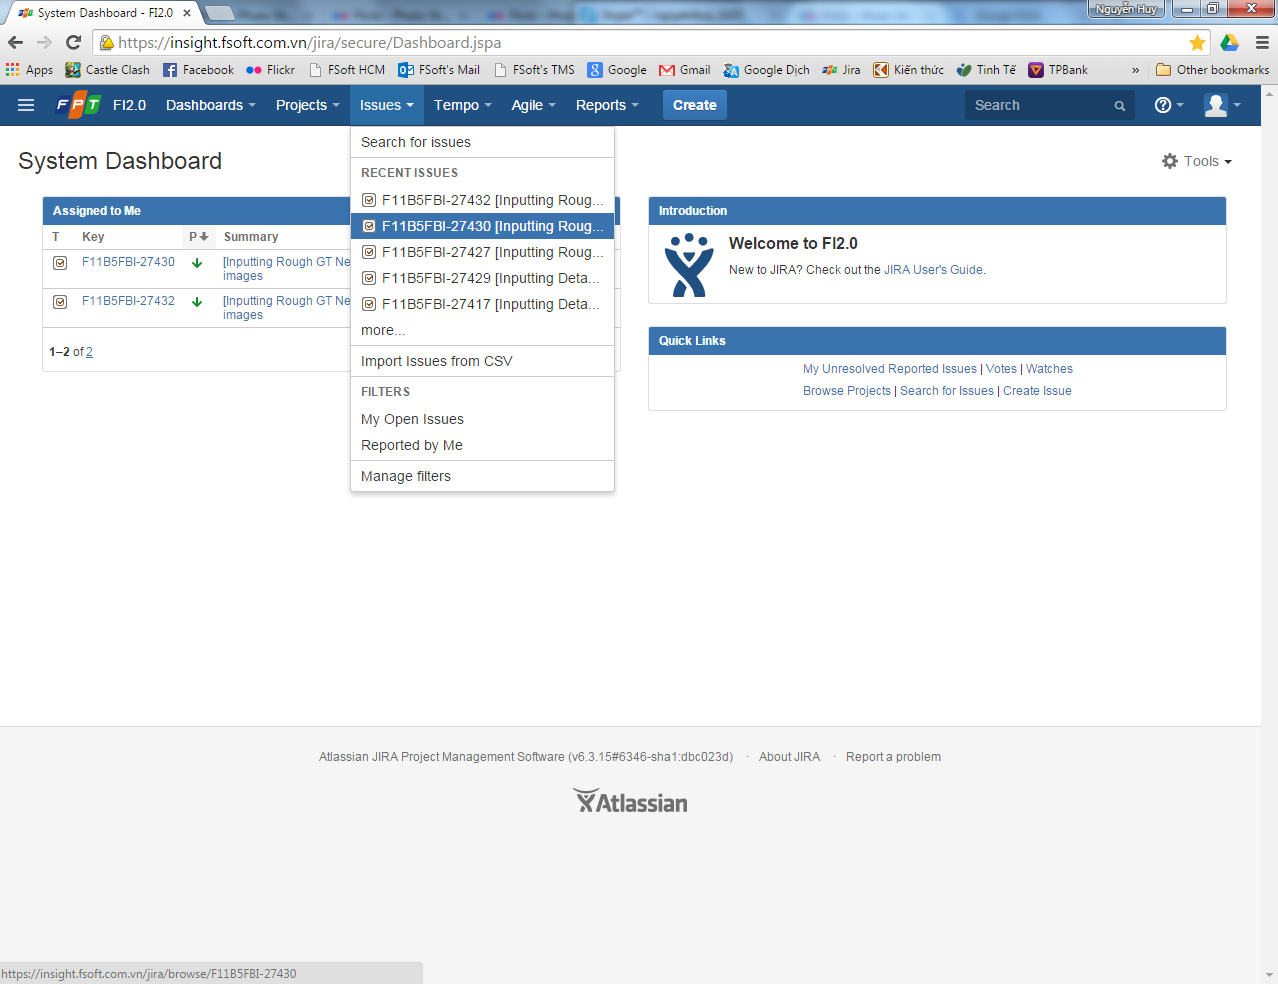 System Dashboard - FI2.0
Nguyễn Huy
https://insight.fsoft.com.vn/jira/secure/Dashboard.jspa
Apps Castle Clash Facebook Flickr FSoft HCM FSoft's Mail FSoft's TMS Google Gmail Google Dịch Jira Kiến thức Tinh Tế TPBank » Other bookmarks
FPT FI2.0 Dashboards Projects Issues Tempo Agile Reports Create Search
System Dashboard
Tools
Search for issues
RECENT ISSUES
F11B5FBI-27432 [Inputting Roug...
F11B5FBI-27430 [Inputting Roug...
F11B5FBI-27427 [Inputting Roug...
F11B5FBI-27429 [Inputting Deta...
F11B5FBI-27417 [Inputting Deta...
more...
Import Issues from CSV
FILTERS
My Open Issues
Reported by Me
Manage filters
Assigned to Me
T Key P Summary
F11B5FBI-27430 [Inputting Rough GT Ne
images
F11B5FBI-27432 [Inputting Rough GT Ne
images
1–2 of 2
Introduction
Welcome to FI2.0
New to JIRA? Check out the JIRA User's Guide.
Quick Links
My Unresolved Reported Issues | Votes | Watches
Browse Projects | Search for Issues | Create Issue
Atlassian JIRA Project Management Software (v6.3.15#6346-sha1:dbc023d) · About JIRA · Report a problem
Atlassian
https://insight.fsoft.com.vn/jira/browse/F11B5FBI-27430